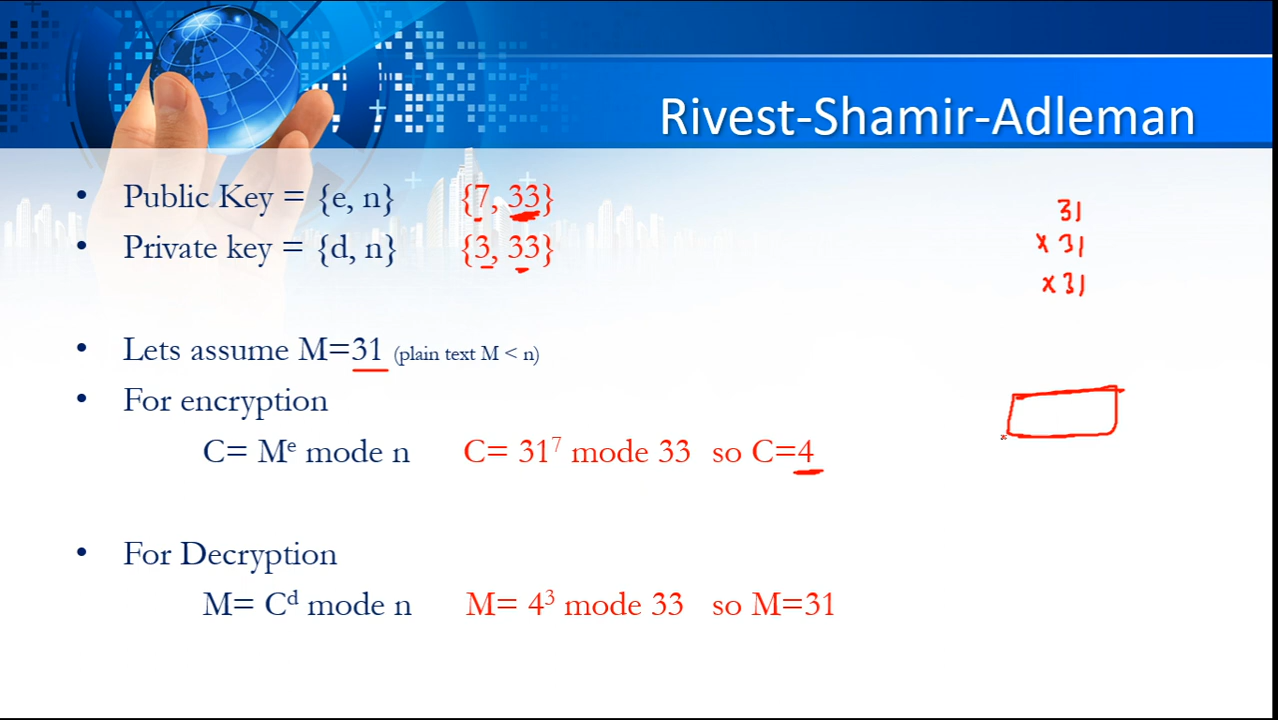 Rivest-Shamir-Adleman
• Public Key = {e, n} {7, 33}
• Private key = {d, n} {3, 33}
31
x 31
x 31
• Lets assume M=31 (plain text M < n)
• For encryption
C= Mᵉ mode n C= 31⁷ mode 33 so C=4
• For Decryption
M= Cᵈ mode n M= 4³ mode 33 so M=31